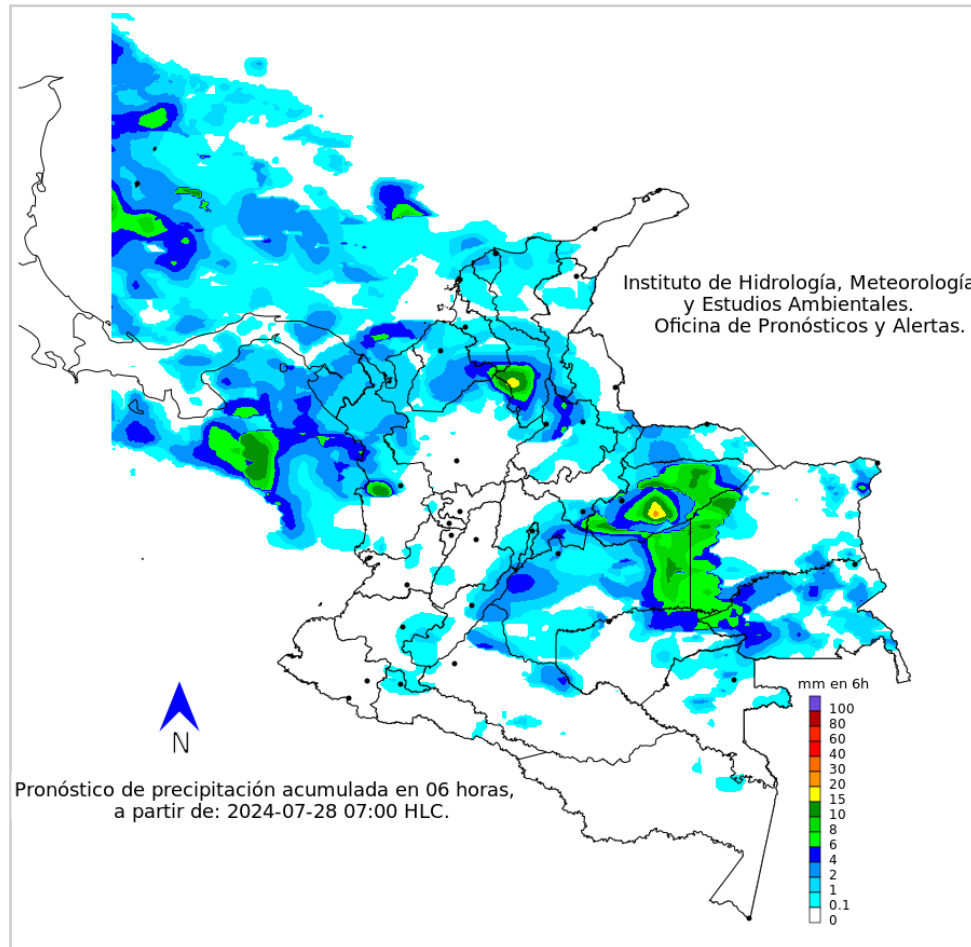 Instituto de Hidrología, Meteorología
y Estudios Ambientales.
Oficina de Pronósticos y Alertas.
mm en 6h
100
80
60
40
30
20
15
10
8
6
4
2
1
0.1
0
N
Pronóstico de precipitación acumulada en 06 horas,
a partir de: 2024-07-28 07:00 HLC.